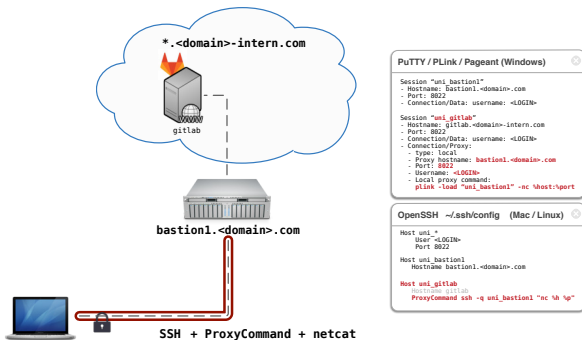 *.<domain>-intern.com
gitlab
bastion1.<domain>.com
SSH + ProxyCommand + netcat
PuTTY / PLink / Pageant (Windows)
Session "uni_bastion1"
- Hostname: bastion1.<domain>.com
- Port: 8022
- Connection/Data: username: <LOGIN>
Session "uni_gitlab"
- Hostname: gitlab.<domain>-intern.com
- Port: 8022
- Connection/Data: username: <LOGIN>
- Connection/Proxy:
- type: local
- Proxy hostname: bastion1.<domain>.com
- Port: 8022
- Username: <LOGIN>
- Local proxy command:
plink -load "uni_bastion1" -nc %host:%port
OpenSSH ~/.ssh/config (Mac / Linux)
Host uni_*
User <LOGIN>
Port 8022
Host uni_bastion1
Hostname bastion1.<domain>.com
Host uni_gitlab
Hostname gitlab
ProxyCommand ssh -q uni_bastion1 "nc %h %p"